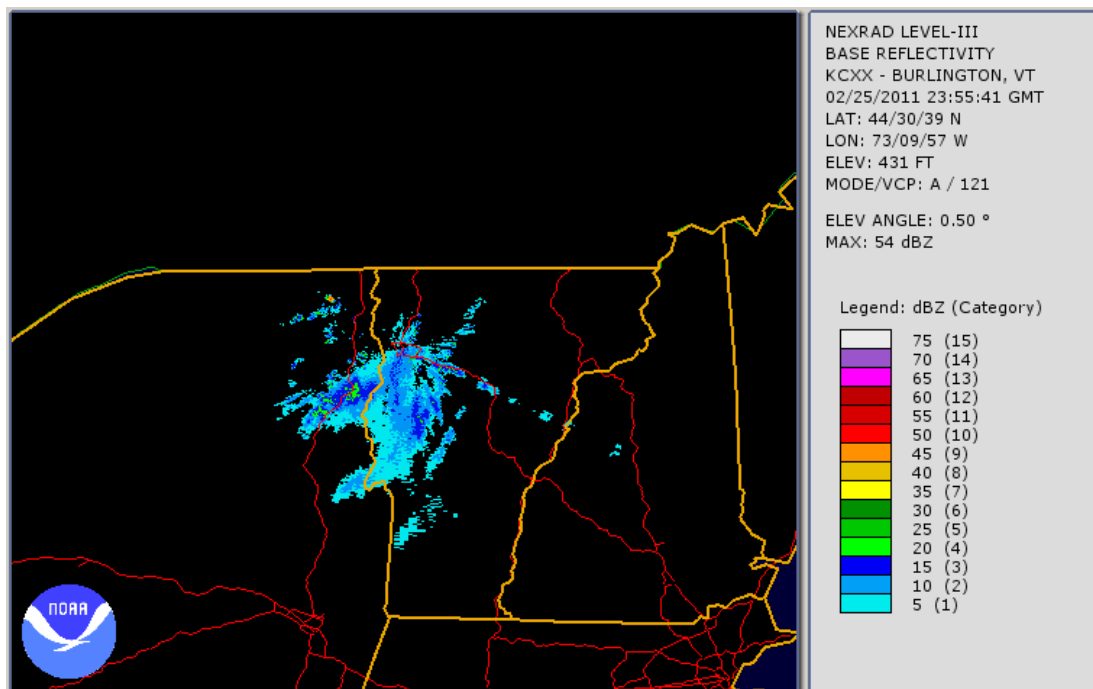 NEXRAD LEVEL-III
BASE REFLECTIVITY
KCXX - BURLINGTON, VT
02/25/2011 23:55:41 GMT
LAT: 44/30/39 N
LON: 73/09/57 W
ELEV: 431 FT
MODE/VCP: A / 121
ELEV ANGLE: 0.50 °
MAX: 54 dBZ
Legend: dBZ (Category)
75 (15)
70 (14)
65 (13)
60 (12)
55 (11)
50 (10)
45 (9)
40 (8)
35 (7)
30 (6)
25 (5)
20 (4)
15 (3)
10 (2)
5 (1)
NOAA